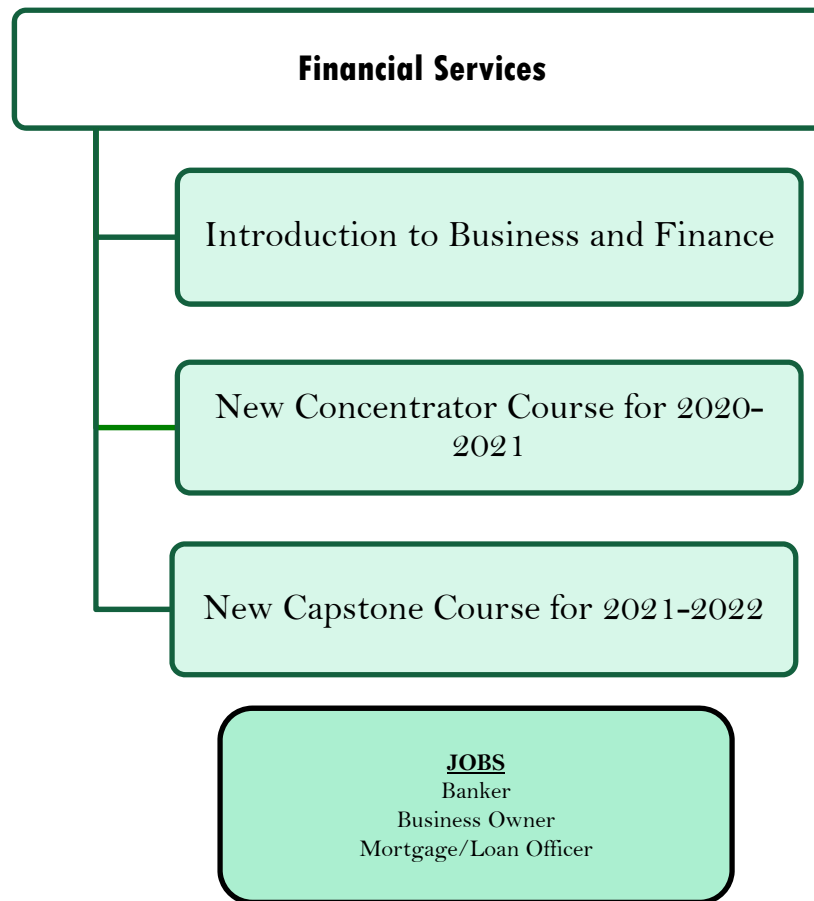 Financial Services
Introduction to Business and Finance
New Concentrator Course for 2020-
2021
New Capstone Course for 2021-2022
JOBS
Banker
Business Owner
Mortgage/Loan Officer